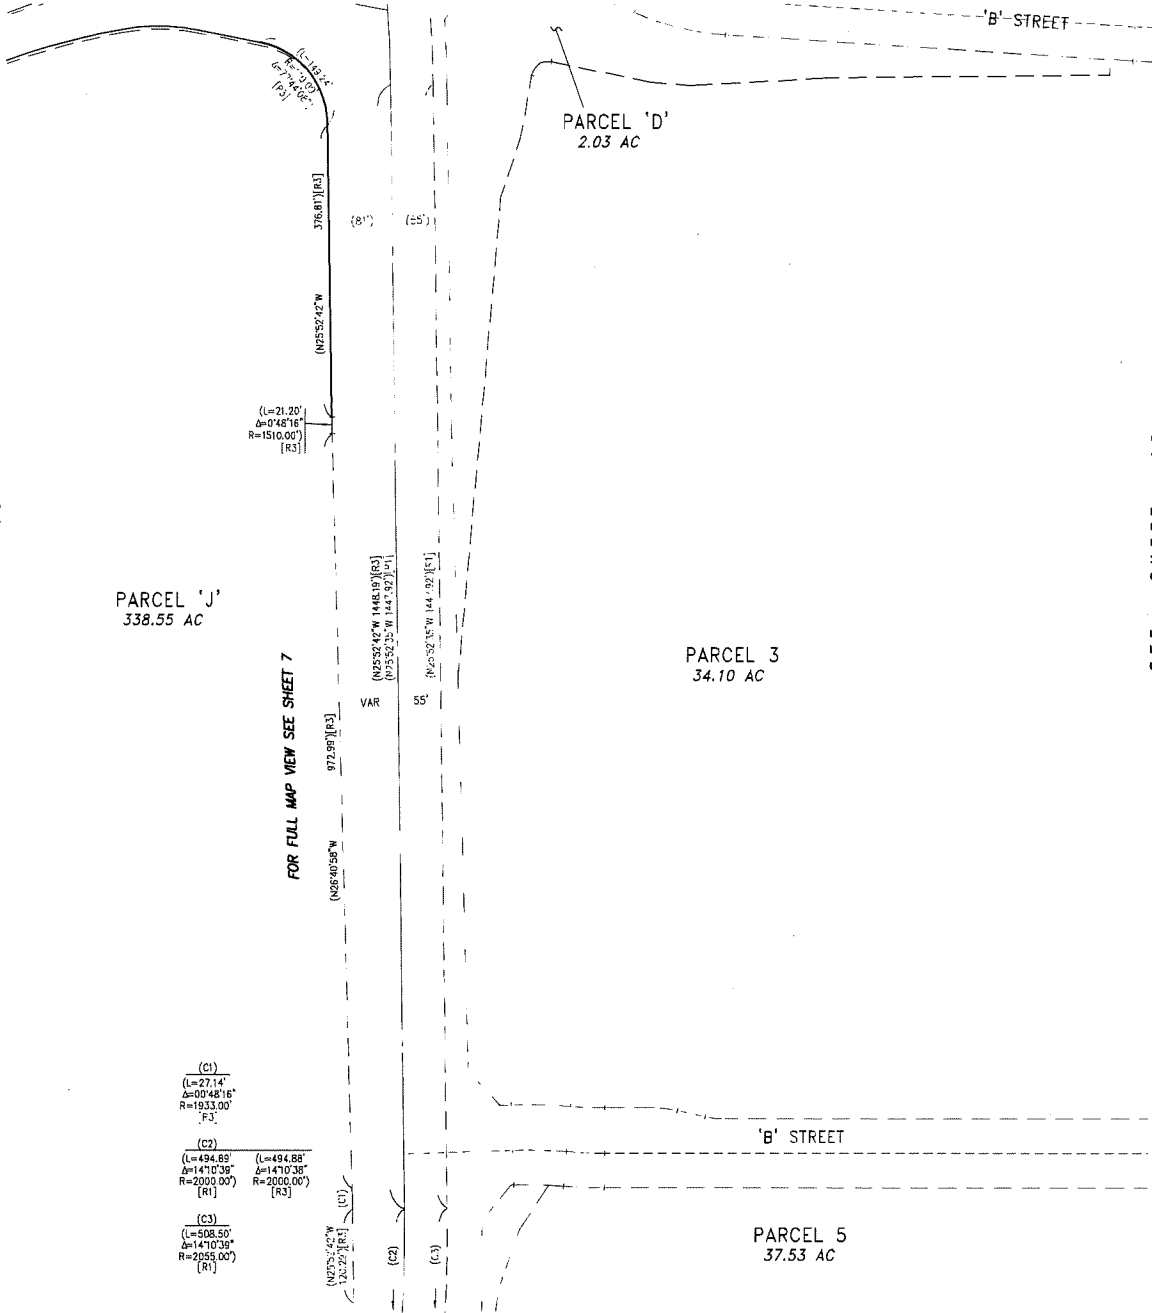 'B' STREET
PARCEL 'D'
2.03 AC
376.81')[R3]
(81')
(55')
(N25°52'42"W
(L=21.20'
Δ=0°48'16"
R=1510.00')
[R3]
(N25°52'42"W 1448.19')[R3]
PARCEL 'J'
338.55 AC
PARCEL 3
34.10 AC
VAR
55'
FOR FULL MAP VIEW SEE SHEET 7
972.99')[R3]
(N26°40'58"W
(C1)
(L=27.14'
Δ=00°48'16"
R=1933.00'
'B' STREET
(C2)
(L=494.89'
Δ=14°10'39"
R=2000.00')
[R1]
(L=494.88'
Δ=14°10'38"
R=2000.00')
[R3]
(C3)
(L=508.50'
Δ=14°10'39"
R=2055.00')
[R1]
(C1)
(C2)
(C3)
PARCEL 5
37.53 AC